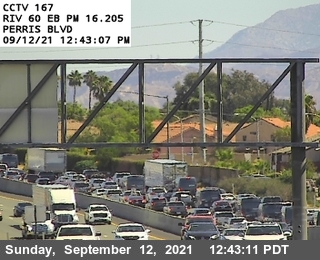 CCTV 167
RIV 60 EB PM 16.205
PERRIS BLVD
09/12/21 12:43:07 PM
Sunday, September 12, 2021 12:43:11 PDT